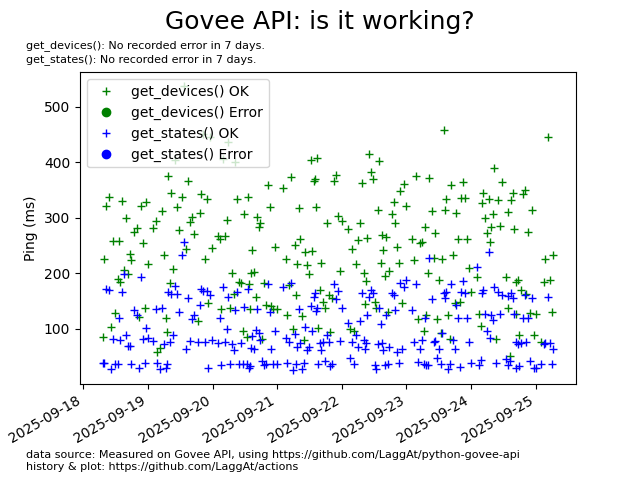 Govee API: is it working?
get_devices(): No recorded error in 7 days.
get_states(): No recorded error in 7 days.
get_devices() OK
get_devices() Error
get_states() OK
get_states() Error
Ping (ms)
500
400
300
200
100
2025-09-18
2025-09-19
2025-09-20
2025-09-21
2025-09-22
2025-09-23
2025-09-24
2025-09-25
data source: Measured on Govee API, using https://github.com/LaggAt/python-govee-api
history & plot: https://github.com/LaggAt/actions